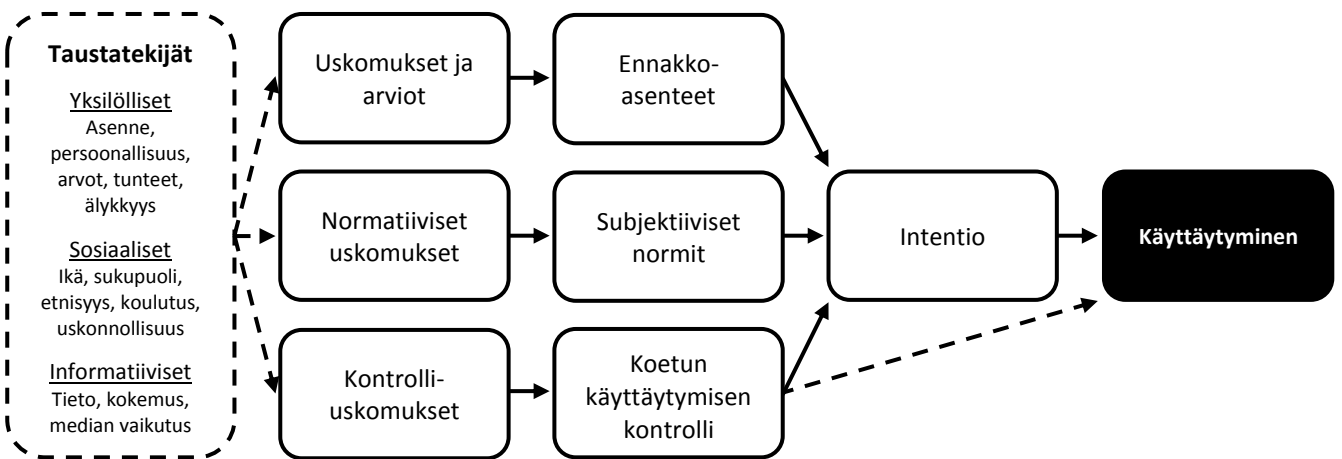 Taustatekijät
Yksilölliset
Asenne,
persoonallisuus,
arvot, tunteet,
älykkyys
Sosiaaliset
Ikä, sukupuoli,
etnisyys, koulutus,
uskonnollisuus
Informatiiviset
Tieto, kokemus,
median vaikutus
Uskomukset ja
arviot
Ennakko-
asenteet
Normatiiviset
uskomukset
Subjektiiviset
normit
Kontrolli-
uskomukset
Koetun
käyttäytymisen
kontrolli
Intentio
Käyttäytyminen